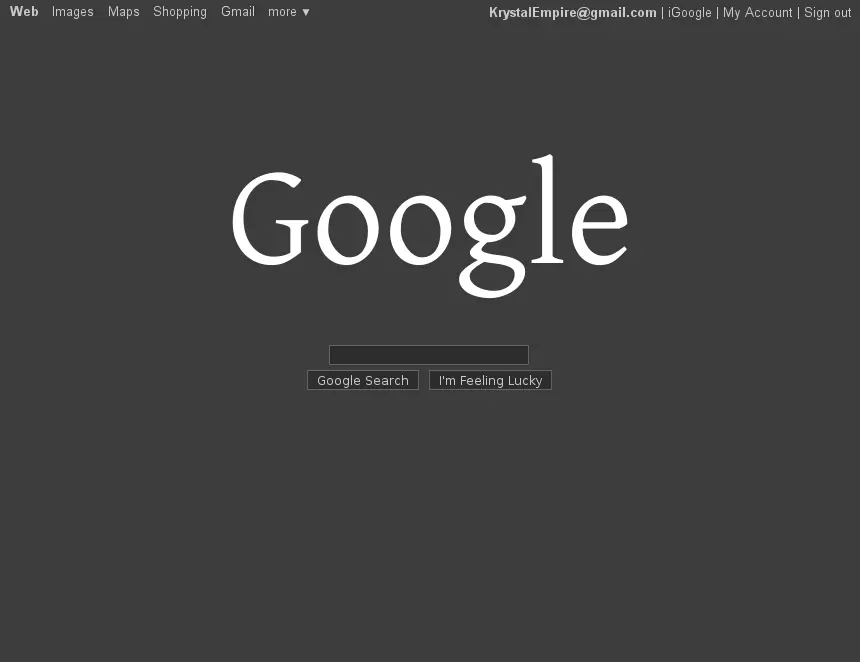 Web Images Maps Shopping Gmail more ▼ KrystalEmpire@gmail.com | iGoogle | My Account | Sign out
Google
Google Search I'm Feeling Lucky